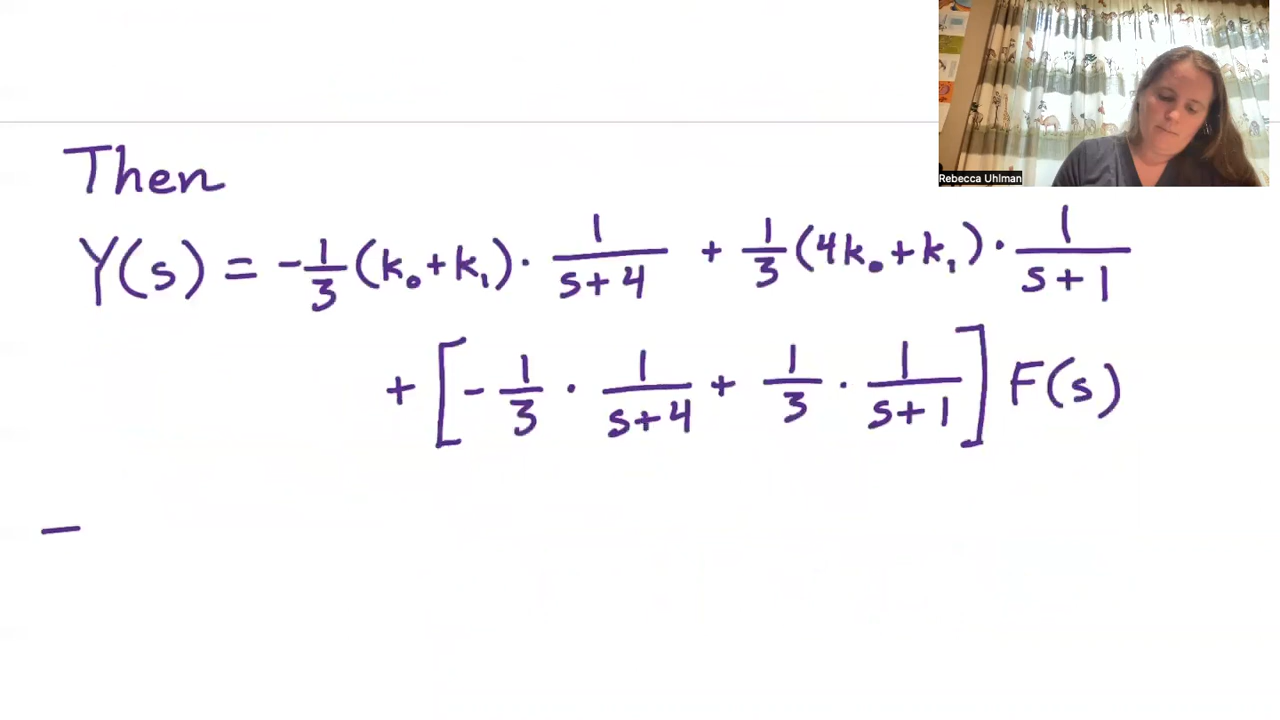 Then
Y(s) = -1/3 (k₀+k₁) · 1/(s+4) + 1/3 (4k₀+k₁) · 1/(s+1)
+ [ - 1/3 · 1/(s+4) + 1/3 · 1/(s+1) ] F(s)
Rebecca Uhlman